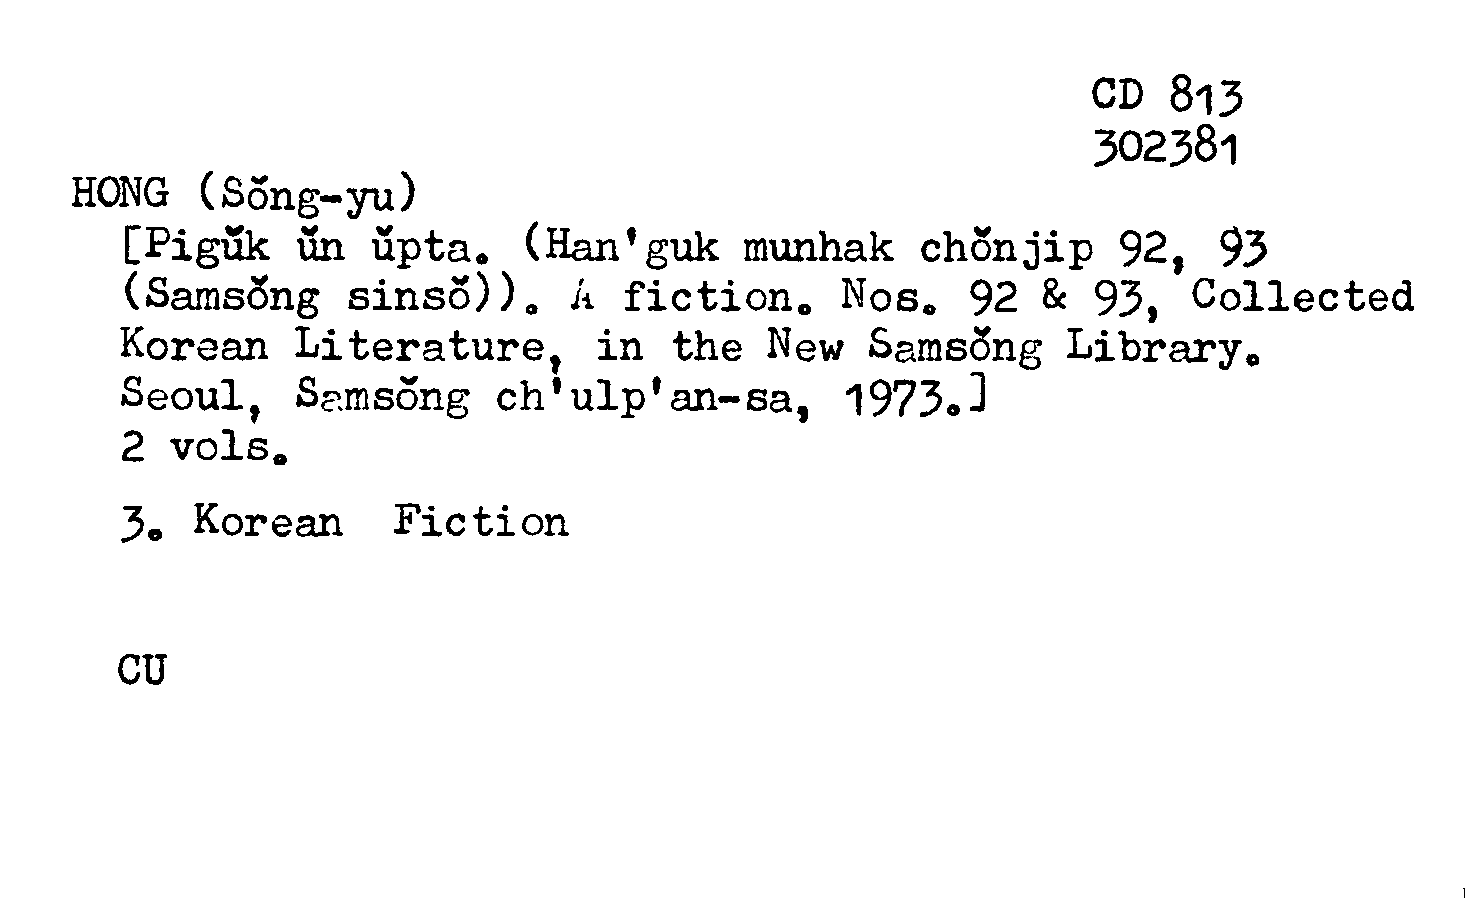 CD 813
302381
HONG (Sŏng-yu)
[Pigŭk ŭn ŭpta. (Han'guk munhak chŏnjip 92, 93
(Samsŏng sinsŏ)). A fiction. Nos. 92 & 93, Collected
Korean Literature, in the New Samsŏng Library.
Seoul, Samsŏng ch'ulp'an-sa, 1973.]
2 vols.
3. Korean Fiction
CU